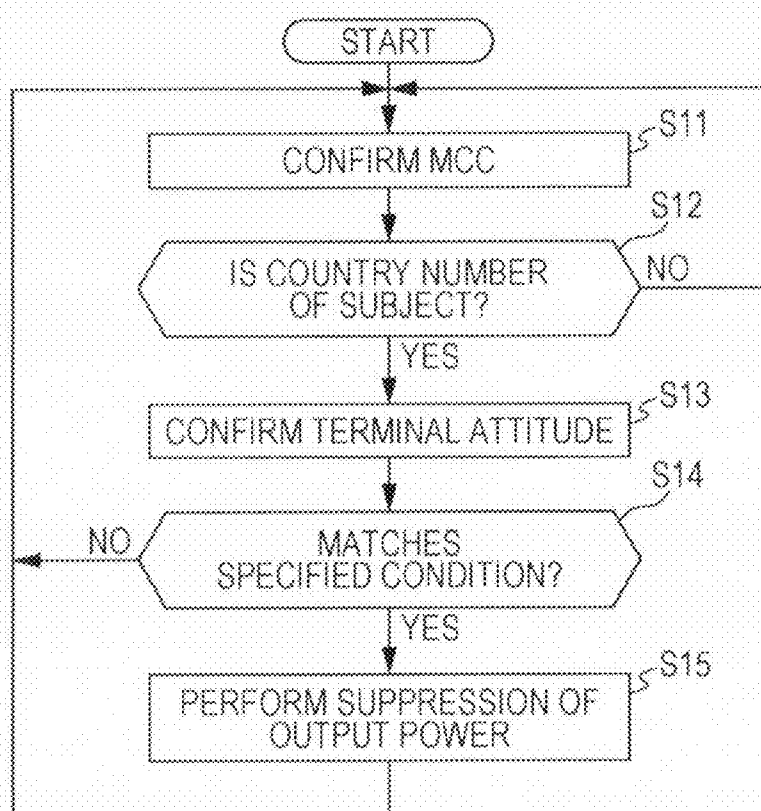 START
CONFIRM MCC
S11
IS COUNTRY NUMBER
OF SUBJECT?
S12
NO
YES
CONFIRM TERMINAL ATTITUDE
S13
MATCHES
SPECIFIED CONDITION?
S14
NO
YES
PERFORM SUPPRESSION OF
OUTPUT POWER
S15